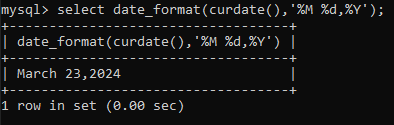 mysql> select date_format(curdate(),'%M %d,%Y');
+-----------------------------------+
| date_format(curdate(),'%M %d,%Y') |
+-----------------------------------+
| March 23,2024                     |
+-----------------------------------+
1 row in set (0.00 sec)